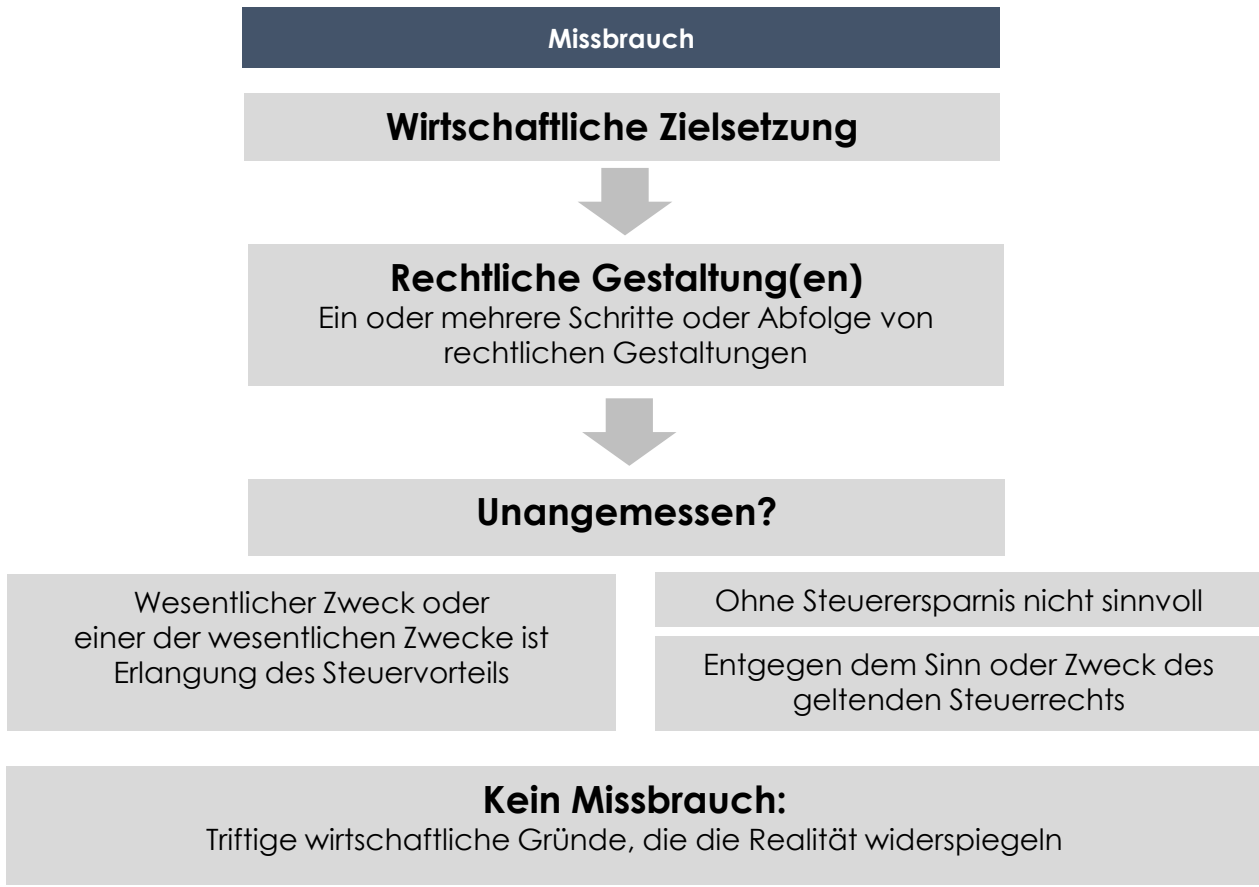 Missbrauch
Wirtschaftliche Zielsetzung
Rechtliche Gestaltung(en)
Ein oder mehrere Schritte oder Abfolge von
rechtlichen Gestaltungen
Unangemessen?
Wesentlicher Zweck oder
einer der wesentlichen Zwecke ist
Erlangung des Steuervorteils
Ohne Steuerersparnis nicht sinnvoll
Entgegen dem Sinn oder Zweck des
geltenden Steuerrechts
Kein Missbrauch:
Triftige wirtschaftliche Gründe, die die Realität widerspiegeln